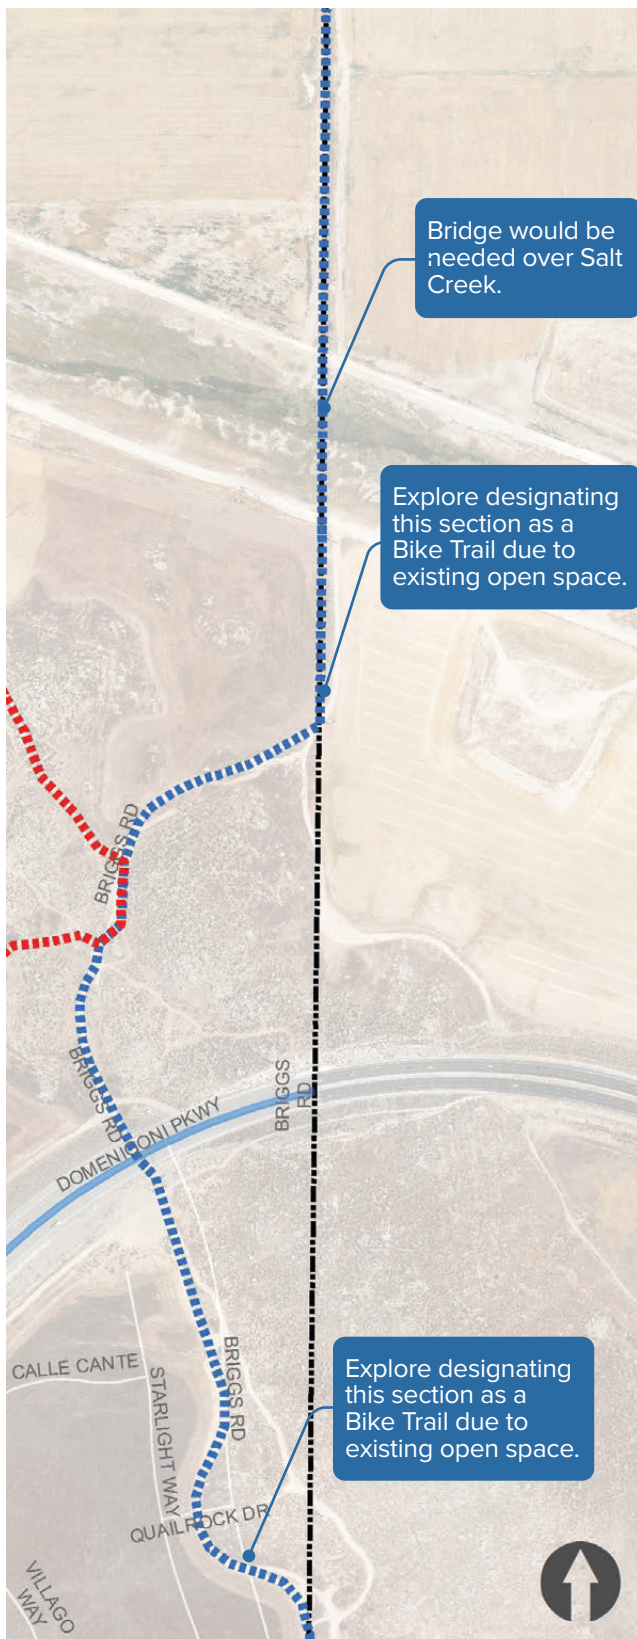 Bridge would be
needed over Salt
Creek.
Explore designating
this section as a
Bike Trail due to
existing open space.
BRIGGS RD
BRIGGS RD
BRIGGS
RD
DOMENIGONI PKWY
BRIGGS RD
CALLE CANTE
STARLIGHT WAY
Explore designating
this section as a
Bike Trail due to
existing open space.
QUAILROCK DR
VILLAGO
WAY